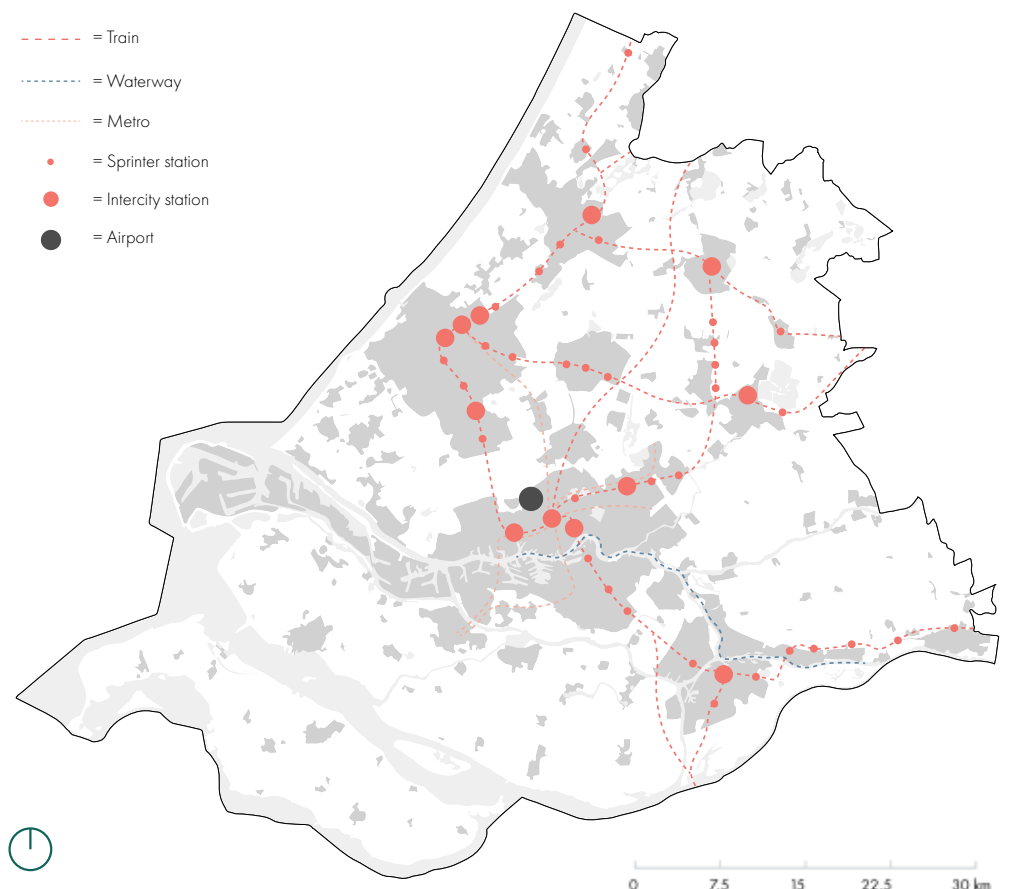 = Train
= Waterway
= Metro
= Sprinter station
= Intercity station
= Airport
0 7.5 15 22.5 30 km